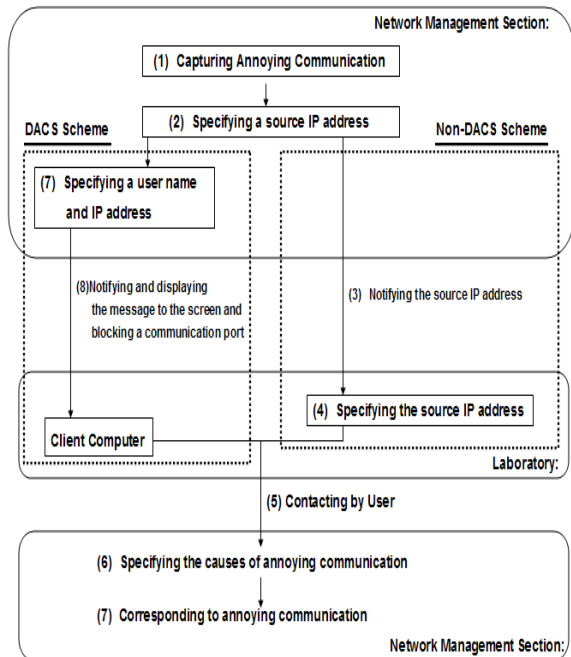 Network Management Section:
(1) Capturing Annoying Communication
(2) Specifying a source IP address
DACS Scheme
Non-DACS Scheme
(7) Specifying a user name
and IP address
(8)Notifying and displaying
the message to the screen and
blocking a communication port
(3) Notifying the source IP address
(4) Specifying the source IP address
Client Computer
Laboratory:
(5) Contacting by User
(6) Specifying the causes of annoying communication
(7) Corresponding to annoying communication
Network Management Section: